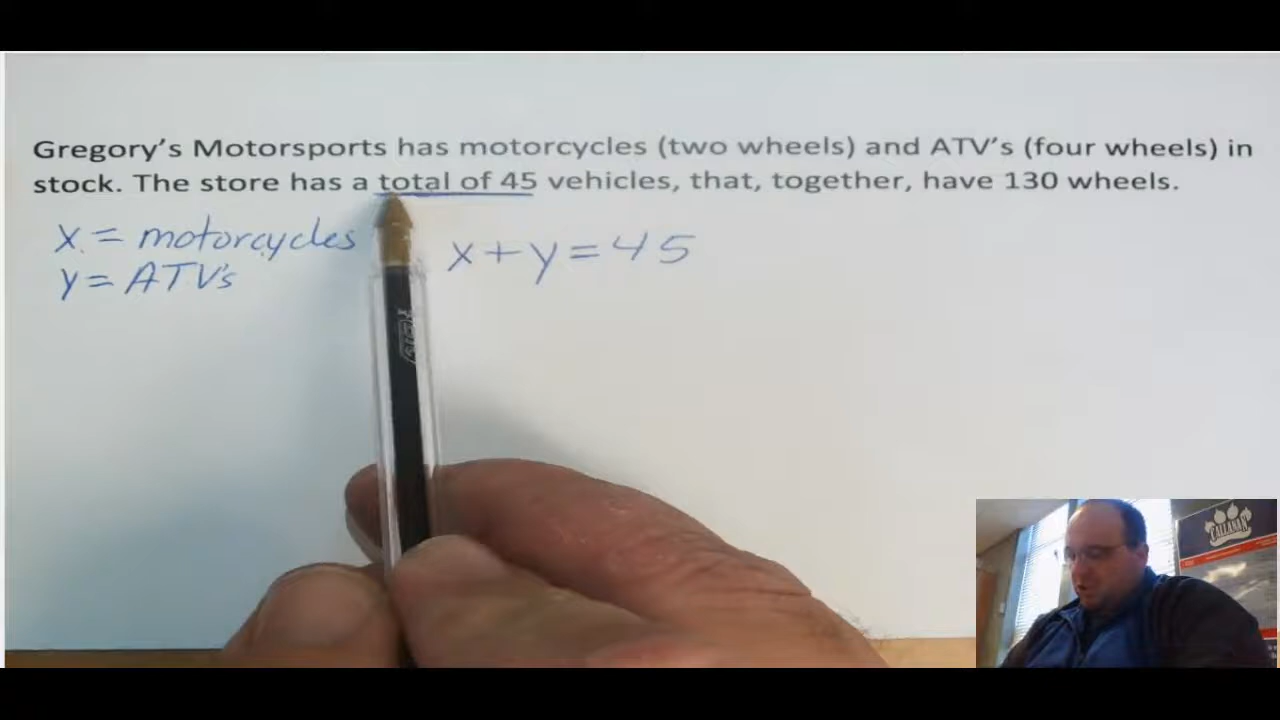 Gregory's Motorsports has motorcycles (two wheels) and ATV's (four wheels) in
stock. The store has a total of 45 vehicles, that, together, have 130 wheels.
x = motorcycles
y = ATV's
x + y = 45
CALLAHAN